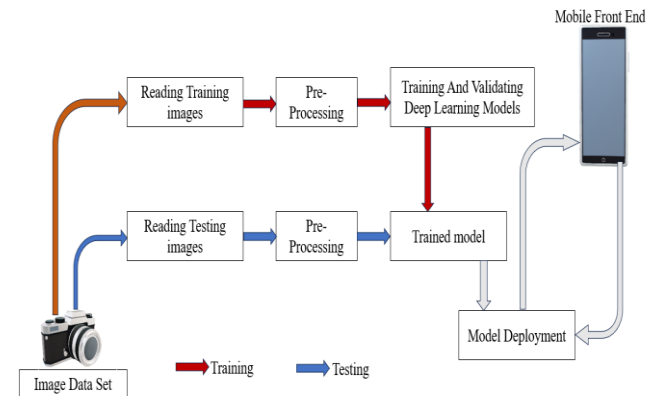 Mobile Front End
Reading Training
images
Pre-
Processing
Training And Validating
Deep Learning Models
Reading Testing
images
Pre-
Processing
Trained model
Model Deployment
Image Data Set
Training
Testing